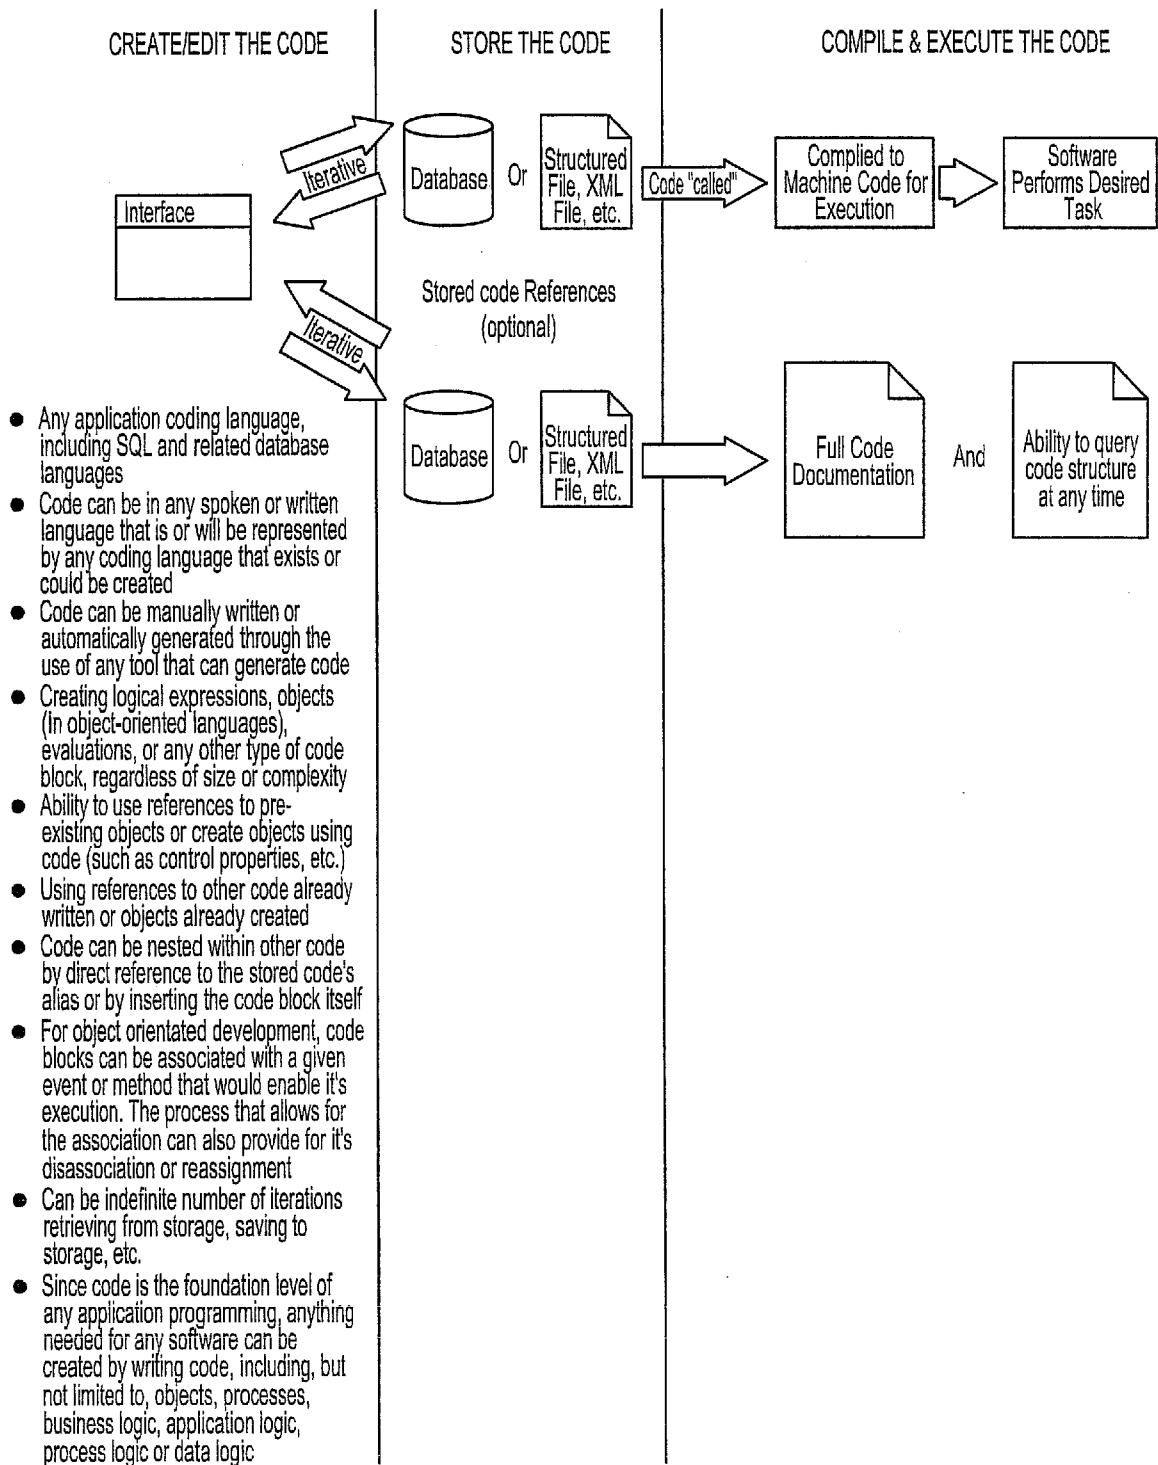 CREATE/EDIT THE CODE
STORE THE CODE
COMPILE & EXECUTE THE CODE
Interface
Iterative
Database
Or
Structured
File, XML
File, etc.
Code "called"
Complied to
Machine Code for
Execution
Software
Performs Desired
Task
Stored code References
(optional)
Iterative
Database
Or
Structured
File, XML
File, etc.
Full Code
Documentation
And
Ability to query
code structure
at any time
● Any application coding language,
including SQL and related database
languages
● Code can be in any spoken or written
language that is or will be represented
by any coding language that exists or
could be created
● Code can be manually written or
automatically generated through the
use of any tool that can generate code
● Creating logical expressions, objects
(In object-oriented languages),
evaluations, or any other type of code
block, regardless of size or complexity
● Ability to use references to pre-
existing objects or create objects using
code (such as control properties, etc.)
● Using references to other code already
written or objects already created
● Code can be nested within other code
by direct reference to the stored code's
alias or by inserting the code block itself
● For object orientated development, code
blocks can be associated with a given
event or method that would enable it's
execution. The process that allows for
the association can also provide for it's
disassociation or reassignment
● Can be indefinite number of iterations
retrieving from storage, saving to
storage, etc.
● Since code is the foundation level of
any application programming, anything
needed for any software can be
created by writing code, including, but
not limited to, objects, processes,
business logic, application logic,
process logic or data logic